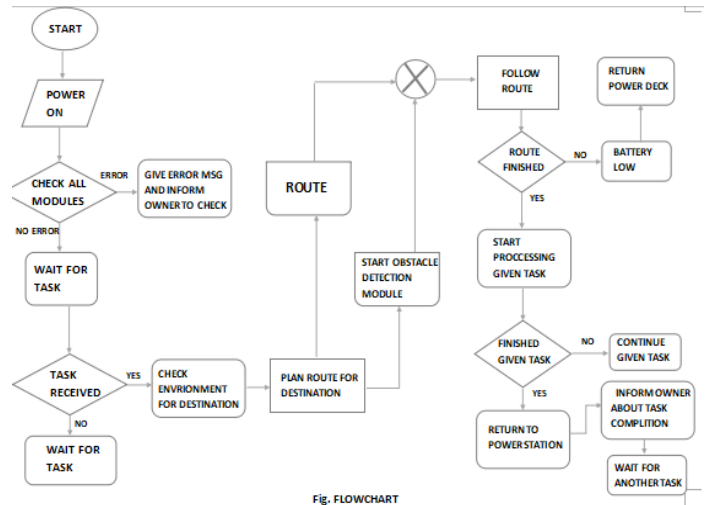 START
POWER
ON
CHECK ALL
MODULES
ERROR
GIVE ERROR MSG
AND INFORM
OWNER TO CHECK
NO ERROR
WAIT FOR
TASK
TASK
RECEIVED
YES
NO
WAIT FOR
TASK
CHECK
ENVRIONMENT
FOR DESTINATION
PLAN ROUTE FOR
DESTINATION
ROUTE
START OBSTACLE
DETECTION
MODULE
FOLLOW
ROUTE
ROUTE
FINISHED
NO
BATTERY
LOW
RETURN
POWER DECK
YES
START
PROCCESSING
GIVEN TASK
FINISHED
GIVEN TASK
NO
CONTINUE
GIVEN TASK
YES
RETURN TO
POWER STATION
INFORM OWNER
ABOUT TASK
COMPLITION
WAIT FOR
ANOTHER TASK
Fig. FLOWCHART